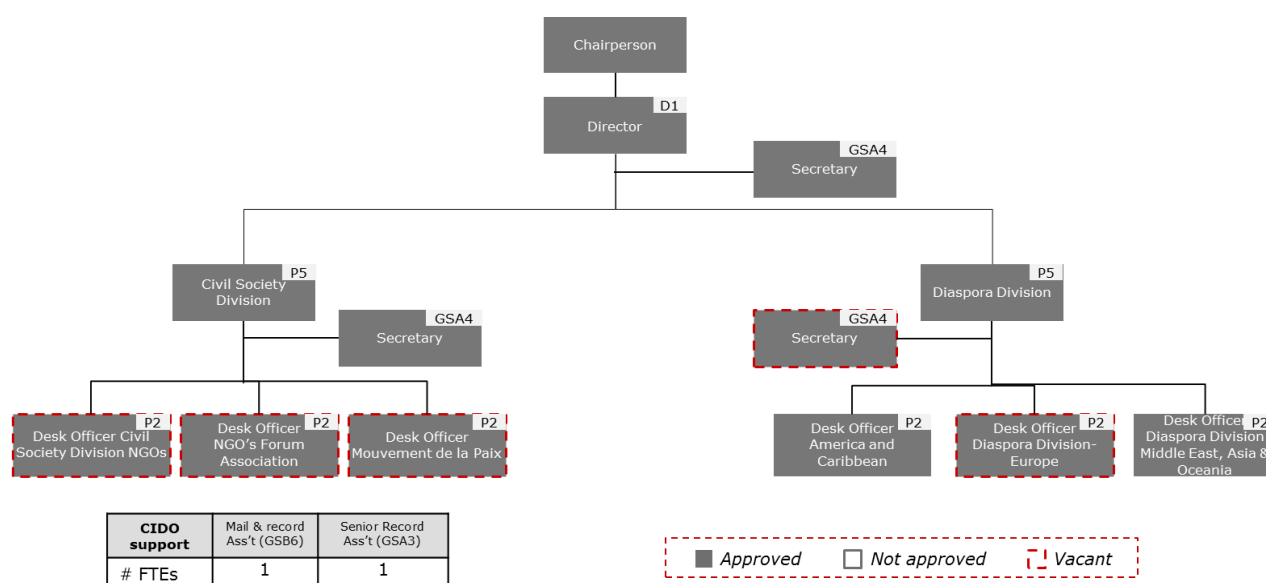 Chairperson
D1
Director
GSA4
Secretary
P5
Civil Society
Division
P5
Diaspora Division
GSA4
Secretary
GSA4
Secretary
P2
Desk Officer Civil
Society Division NGOs
P2
Desk Officer
NGO’s Forum
Association
P2
Desk Officer
Mouvement de la Paix
P2
Desk Officer
America and
Caribbean
P2
Desk Officer
Diaspora Division-
Europe
P2
Desk Officer
Diaspora Division
Middle East, Asia &
Oceania
CIDO
support
Mail & record
Ass’t (GSB6)
Senior Record
Ass’t (GSA3)
# FTEs
1
1
Approved
Not approved
Vacant